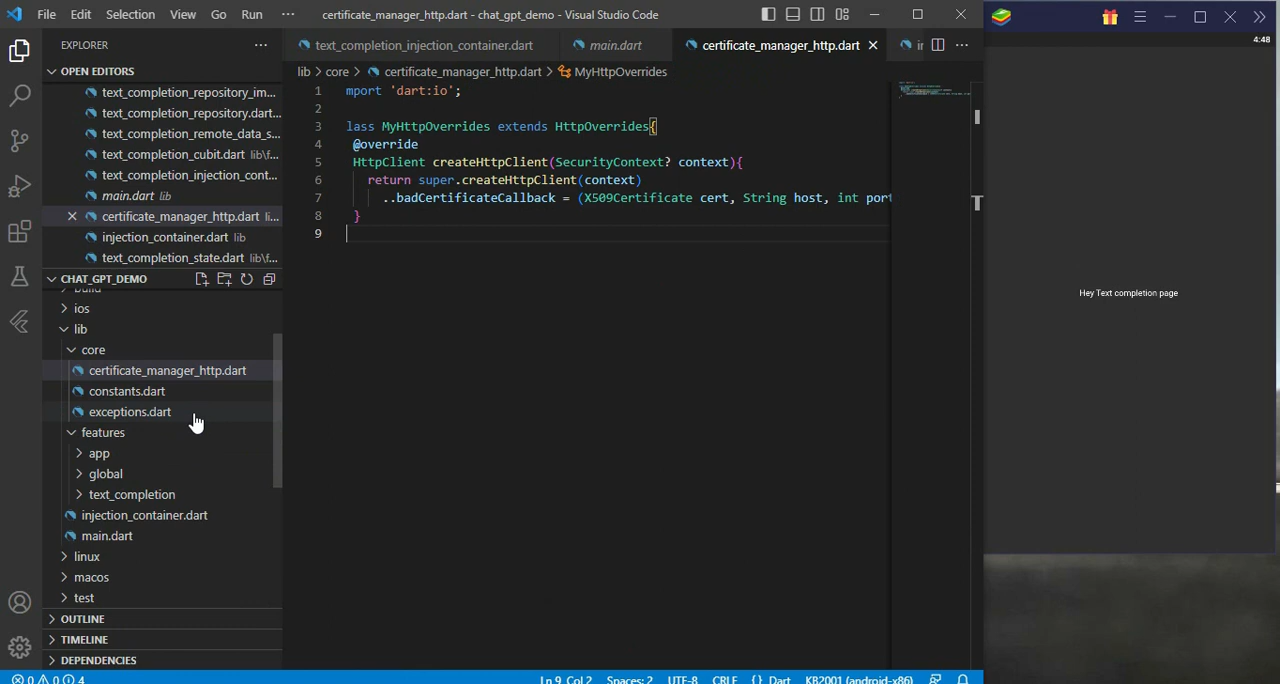 File Edit Selection View Go Run ··· certificate_manager_http.dart - chat_gpt_demo - Visual Studio Code
EXPLORER
OPEN EDITORS
text_completion_repository_im...
text_completion_repository.dart...
text_completion_remote_data_s...
text_completion_cubit.dart lib\f...
text_completion_injection_cont...
main.dart lib
certificate_manager_http.dart li...
injection_container.dart lib
text_completion_state.dart lib\f...
CHAT_GPT_DEMO
build
ios
lib
core
certificate_manager_http.dart
constants.dart
exceptions.dart
features
app
global
text_completion
injection_container.dart
main.dart
linux
macos
test
OUTLINE
TIMELINE
DEPENDENCIES
text_completion_injection_container.dart main.dart certificate_manager_http.dart
lib > core > certificate_manager_http.dart > MyHttpOverrides
1 mport 'dart:io';
2
3 lass MyHttpOverrides extends HttpOverrides{
4 @override
5 HttpClient createHttpClient(SecurityContext? context){
6 return super.createHttpClient(context)
7 ..badCertificateCallback = (X509Certificate cert, String host, int port
8 }
9
0 0 4 Ln 9, Col 2 Spaces: 2 UTF-8 CRLF {} Dart KB2001 (android-x86)
4:48
Hey Text completion page